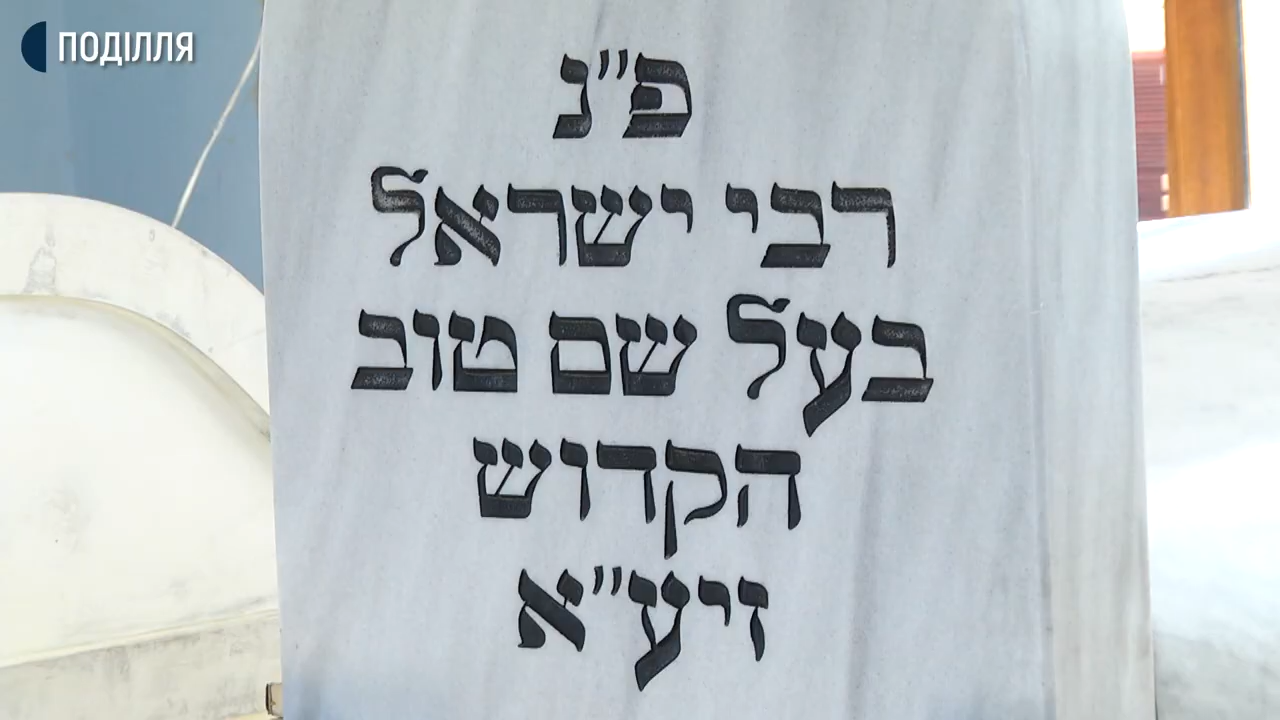 ПОДІЛЛЯ
פ"נ
רבי ישראל
בעל שם טוב
הקדוש
זיע"א